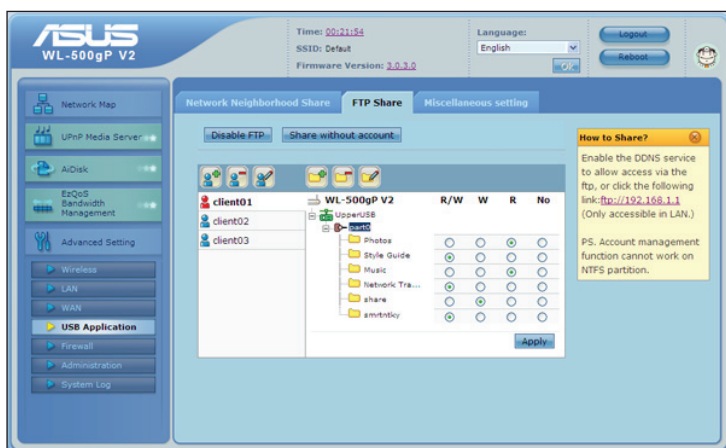 ASUS
WL-500gP V2
Time: 00:21:54
SSID: Default
Firmware Version: 3.0.3.0
Language:
English
OK
Logout
Reboot
Network Map
UPnP Media Server
AiDisk
EzQoS
Bandwidth
Management
Advanced Setting
Wireless
LAN
WAN
USB Application
Firewall
Administration
System Log
Network Neighborhood Share
FTP Share
Miscellaneous setting
Disable FTP
Share without account
client01
client02
client03
WL-500gP V2 R/W W R No
UpperUSB
part0
Photos
Style Guide
Music
Network Tra...
share
smrtntky
Apply
How to Share?
Enable the DDNS service
to allow access via the
ftp, or click the following
link:ftp://192.168.1.1
(Only accessible in LAN.)
PS. Account management
function cannot work on
NTFS partition.